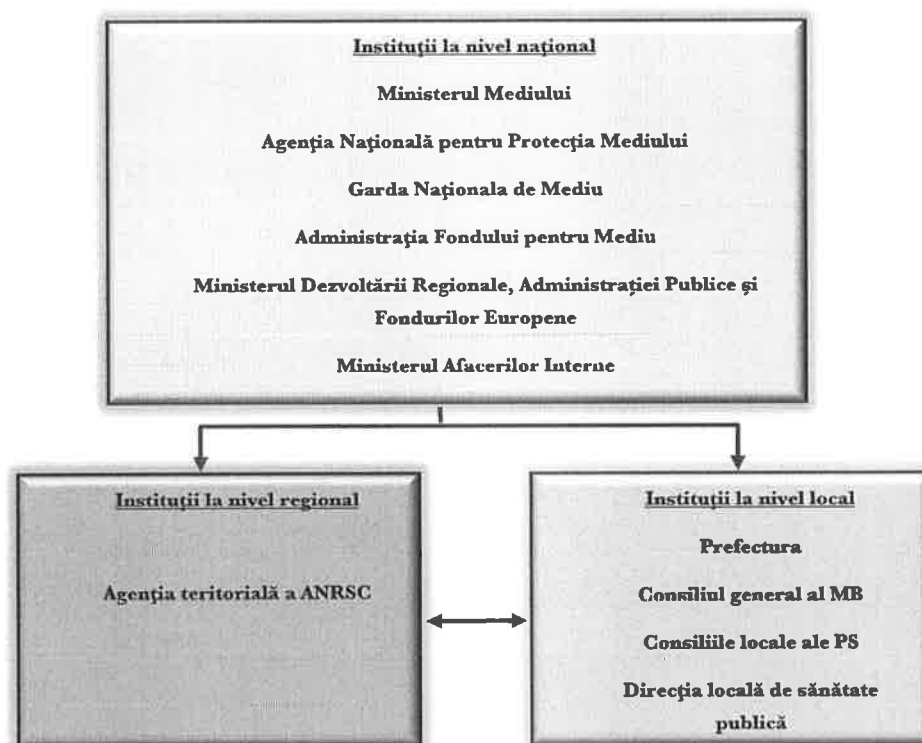 Instituţii la nivel naţional
Ministerul Mediului
Agenţia Naţională pentru Protecţia Mediului
Garda Naţionala de Mediu
Administraţia Fondului pentru Mediu
Ministerul Dezvoltării Regionale, Administraţiei Publice şi
Fondurilor Europene
Ministerul Afacerilor Interne
Instituţii la nivel regional
Agenţia teritorială a ANRSC
Instituţii la nivel local
Prefectura
Consiliul general al MB
Consiliile locale ale PS
Direcţia locală de sănătate
publică